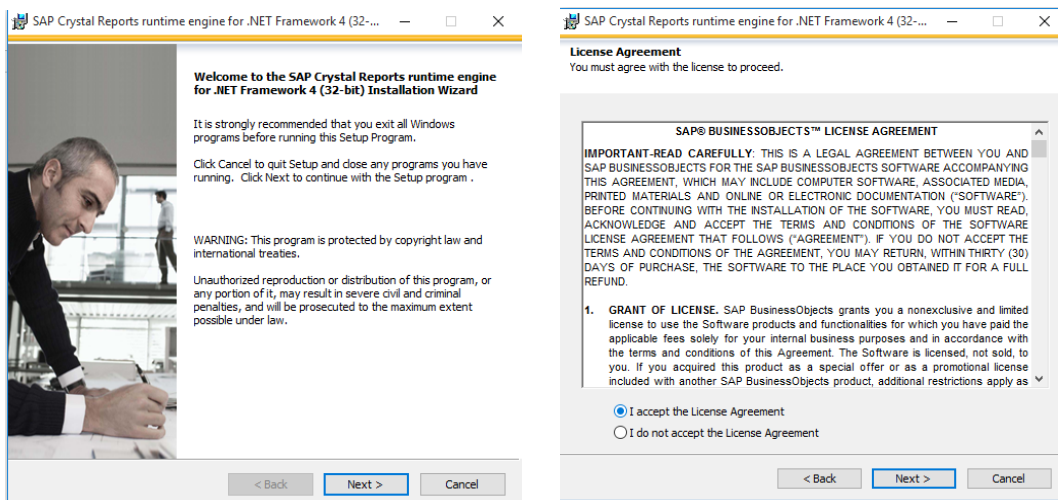 SAP Crystal Reports runtime engine for .NET Framework 4 (32-...
Welcome to the SAP Crystal Reports runtime engine
for .NET Framework 4 (32-bit) Installation Wizard
It is strongly recommended that you exit all Windows
programs before running this Setup Program.
Click Cancel to quit Setup and close any programs you have
running. Click Next to continue with the Setup program .
WARNING: This program is protected by copyright law and
international treaties.
Unauthorized reproduction or distribution of this program, or
any portion of it, may result in severe civil and criminal
penalties, and will be prosecuted to the maximum extent
possible under law.
< Back
Next >
Cancel
SAP Crystal Reports runtime engine for .NET Framework 4 (32-...
License Agreement
You must agree with the license to proceed.
SAP® BUSINESSOBJECTS™ LICENSE AGREEMENT
IMPORTANT-READ CAREFULLY: THIS IS A LEGAL AGREEMENT BETWEEN YOU AND
SAP BUSINESSOBJECTS FOR THE SAP BUSINESSOBJECTS SOFTWARE ACCOMPANYING
THIS AGREEMENT, WHICH MAY INCLUDE COMPUTER SOFTWARE, ASSOCIATED MEDIA,
PRINTED MATERIALS AND ONLINE OR ELECTRONIC DOCUMENTATION ("SOFTWARE").
BEFORE CONTINUING WITH THE INSTALLATION OF THE SOFTWARE, YOU MUST READ,
ACKNOWLEDGE AND ACCEPT THE TERMS AND CONDITIONS OF THE SOFTWARE
LICENSE AGREEMENT THAT FOLLOWS ("AGREEMENT"). IF YOU DO NOT ACCEPT THE
TERMS AND CONDITIONS OF THE AGREEMENT, YOU MAY RETURN, WITHIN THIRTY (30)
DAYS OF PURCHASE, THE SOFTWARE TO THE PLACE YOU OBTAINED IT FOR A FULL
REFUND.
1. GRANT OF LICENSE. SAP BusinessObjects grants you a nonexclusive and limited
license to use the Software products and functionalities for which you have paid the
applicable fees solely for your internal business purposes and in accordance with
the terms and conditions of this Agreement. The Software is licensed, not sold, to
you. If you acquired this product as a special offer or as a promotional license
included with another SAP BusinessObjects product, additional restrictions apply as
I accept the License Agreement
I do not accept the License Agreement
< Back
Next >
Cancel